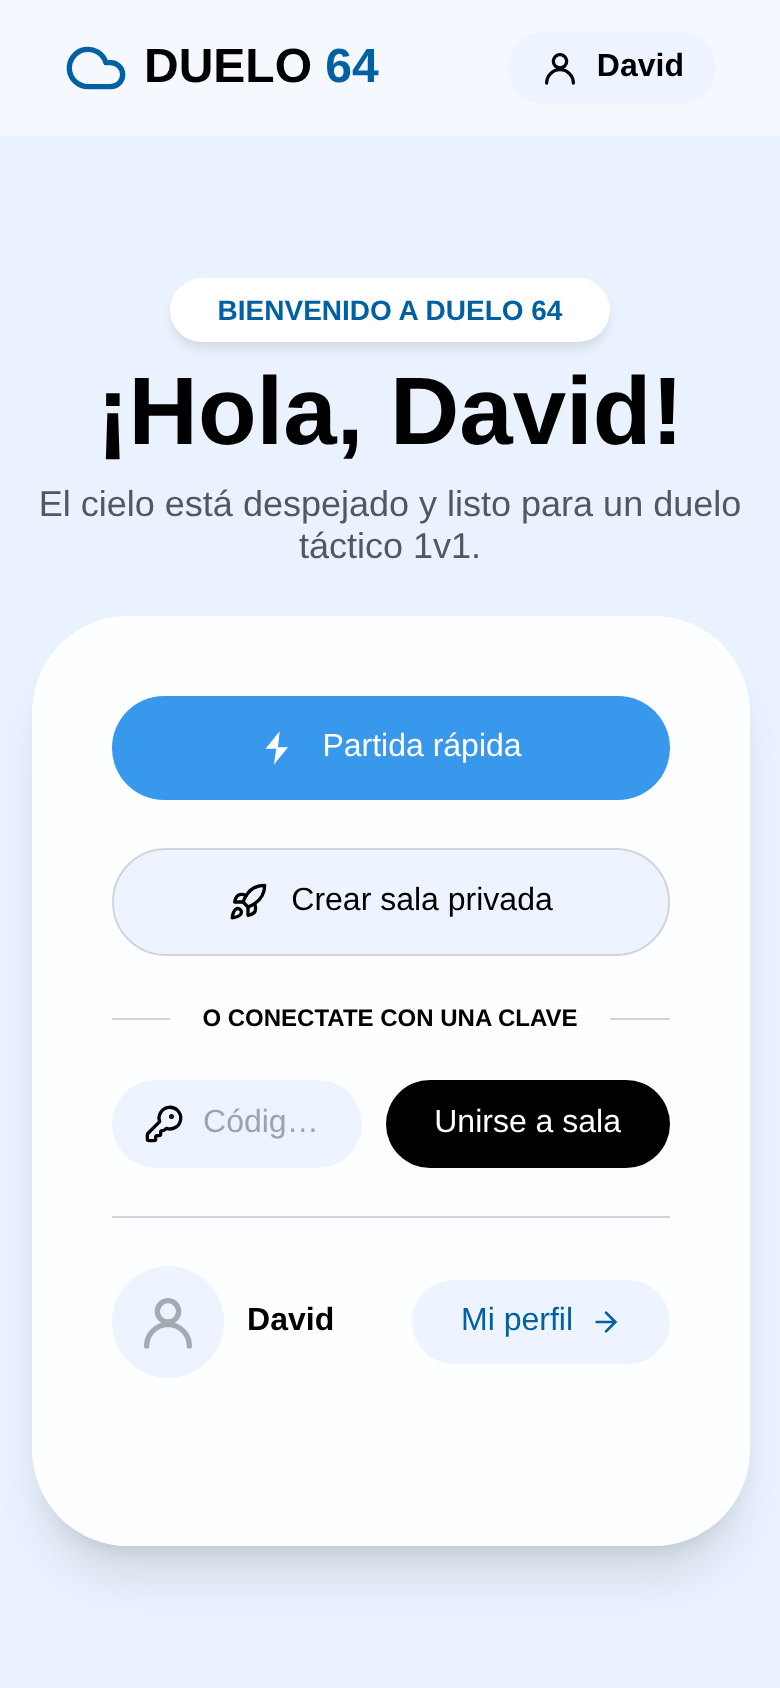 DUELO 64
David
BIENVENIDO A DUELO 64
¡Hola, David!
El cielo está despejado y listo para un duelo
táctico 1v1.
Partida rápida
Crear sala privada
O CONECTATE CON UNA CLAVE
Códig...
Unirse a sala
David
Mi perfil